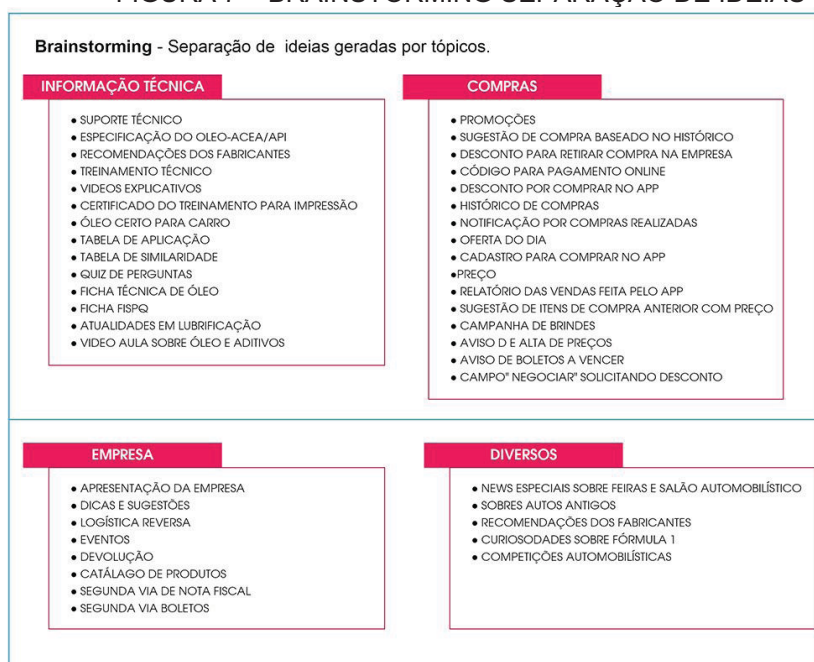 BRAINSTORMING SEPARAÇÃO DE IDEIAS
Brainstorming - Separação de ideias geradas por tópicos.
INFORMAÇÃO TÉCNICA
• SUPORTE TÉCNICO
• ESPECIFICAÇÃO DO OLEO-ACEA/API
• RECOMENDAÇÕES DOS FABRICANTES
• TREINAMENTO TÉCNICO
• VIDEOS EXPLICATIVOS
• CERTIFICADO DO TREINAMENTO PARA IMPRESSÃO
• ÓLEO CERTO PARA CARRO
• TABELA DE APLICAÇÃO
• TABELA DE SIMILARIDADE
• QUIZ DE PERGUNTAS
• FICHA TÉCNICA DE ÓLEO
• FICHA FISPQ
• ATUALIDADES EM LUBRIFICAÇÃO
• VIDEO AULA SOBRE ÓLEO E ADITIVOS
COMPRAS
• PROMOÇÕES
• SUGESTÃO DE COMPRA BASEADO NO HISTÓRICO
• DESCONTO PARA RETIRAR COMPRA NA EMPRESA
• CÓDIGO PARA PAGAMENTO ONLINE
• DESCONTO POR COMPRAR NO APP
• HISTÓRICO DE COMPRAS
• NOTIFICAÇÃO POR COMPRAS REALIZADAS
• OFERTA DO DIA
• CADASTRO PARA COMPRAR NO APP
•PREÇO
• RELATÓRIO DAS VENDAS FEITA PELO APP
• SUGESTÃO DE ITENS DE COMPRA ANTERIOR COM PREÇO
• CAMPANHA DE BRINDES
• AVISO D E ALTA DE PREÇOS
• AVISO DE BOLETOS A VENCER
• CAMPO" NEGOCIAR" SOLICITANDO DESCONTO
EMPRESA
• APRESENTAÇÃO DA EMPRESA
• DICAS E SUGESTÕES
• LOGÍSTICA REVERSA
• EVENTOS
• DEVOLUÇÃO
• CATÁLAGO DE PRODUTOS
• SEGUNDA VIA DE NOTA FISCAL
• SEGUNDA VIA BOLETOS
DIVERSOS
• NEWS ESPECIAIS SOBRE FEIRAS E SALÃO AUTOMOBILÍSTICO
• SOBRES AUTOS ANTIGOS
• RECOMENDAÇÕES DOS FABRICANTES
• CURIOSODADES SOBRE FÓRMULA 1
• COMPETIÇÕES AUTOMOBILÍSTICAS